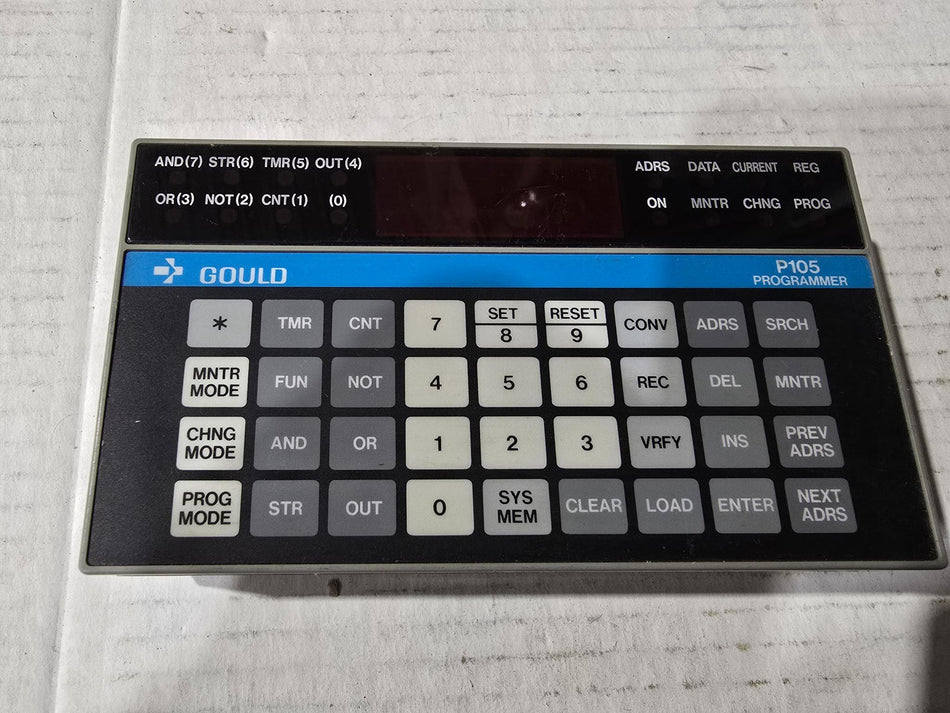 AND(7) STR(6) TMR(5) OUT(4) ADRS DATA CURRENT REG
OR(3) NOT(2) CNT(1) (0) ON MNTR CHNG PROG
GOULD P105
PROGRAMMER
* TMR CNT 7 SET 8 RESET 9 CONV ADRS SRCH
MNTR MODE FUN NOT 4 5 6 REC DEL MNTR
CHNG MODE AND OR 1 2 3 VRFY INS PREV ADRS
PROG MODE STR OUT 0 SYS MEM CLEAR LOAD ENTER NEXT ADRS